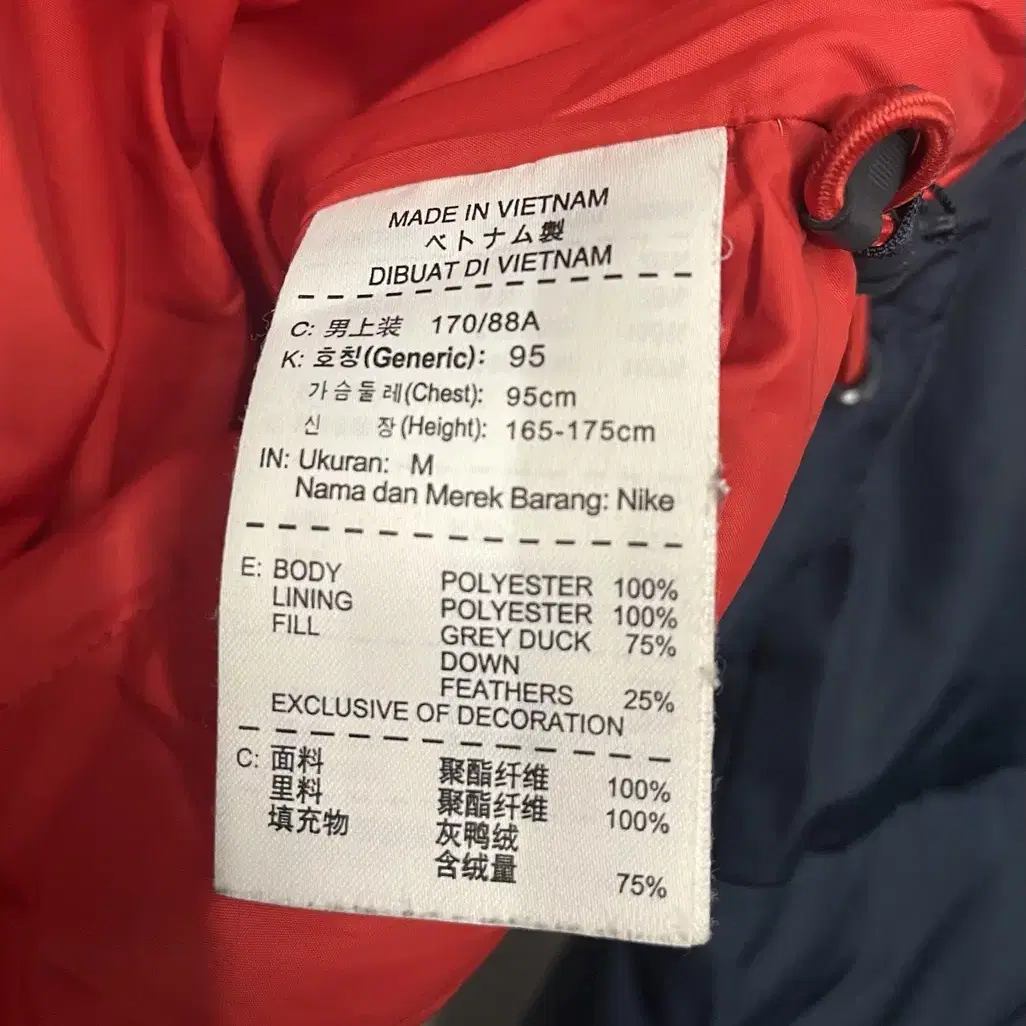 MADE IN VIETNAM
ベトナム製
DIBUAT DI VIETNAM
C: 男上装 170/88A
K: 호칭(Generic): 95
가슴둘레(Chest): 95cm
신 장(Height): 165-175cm
IN: Ukuran: M
Nama dan Merek Barang: Nike
E: BODY POLYESTER 100%
LINING POLYESTER 100%
FILL GREY DUCK 75%
DOWN
FEATHERS 25%
EXCLUSIVE OF DECORATION
C: 面料 聚酯纤维 100%
里料 聚酯纤维 100%
填充物 灰鸭绒
含绒量 75%